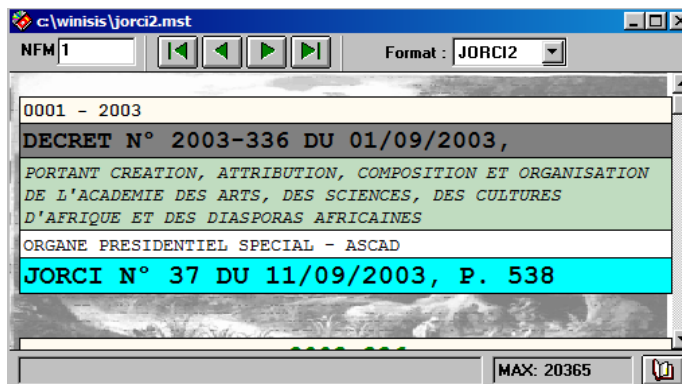 c:\winisis\jorci2.mst
NFM 1 Format : JORCI2
0001 - 2003
DECRET N° 2003-336 DU 01/09/2003,
PORTANT CREATION, ATTRIBUTION, COMPOSITION ET ORGANISATION
DE L'ACADEMIE DES ARTS, DES SCIENCES, DES CULTURES
D'AFRIQUE ET DES DIASPORAS AFRICAINES
ORGANE PRESIDENTIEL SPECIAL - ASCAD
JORCI N° 37 DU 11/09/2003, P. 538
MAX: 20365